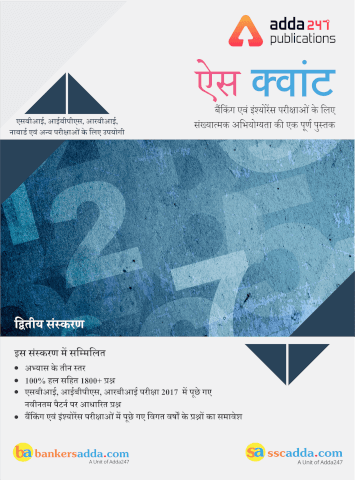 adda 247
publications
ऐस क्वांट
बैंकिंग एवं इंश्योरेंस परीक्षाओं के लिए
संख्यात्मक अभियोग्यता की एक पूर्ण पुस्तक
एसबीआई, आईबीपीएस, आरबीआई,
नाबार्ड एवं अन्य परीक्षाओं के लिए उपयोगी
द्वितीय संस्करण
इस संस्करण में सम्मिलित
• अभ्यास के तीन स्तर
• 100% हल सहित 1800+ प्रश्न
• एसबीआई, आईबीपीएस, आरबीआई परीक्षा 2017 में पूछे गए
नवीनतम पैटर्न पर आधारित प्रश्न
• बैंकिंग एवं इंश्योरेंस परीक्षाओं में पूछे गए विगत वर्षों के प्रश्नों का समावेश
ba bankersadda.com
A Unit of Adda247
sa sscadda.com
A Unit of Adda247